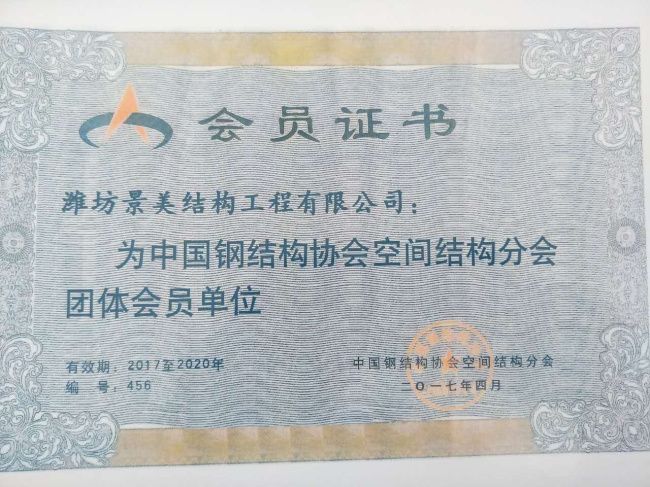 会员证书
潍坊景美结构工程有限公司：
为中国钢结构协会空间结构分会
团体会员单位
有效期：2017至2020年
编 号：456
中国钢结构协会空间结构分会
二〇一七年四月